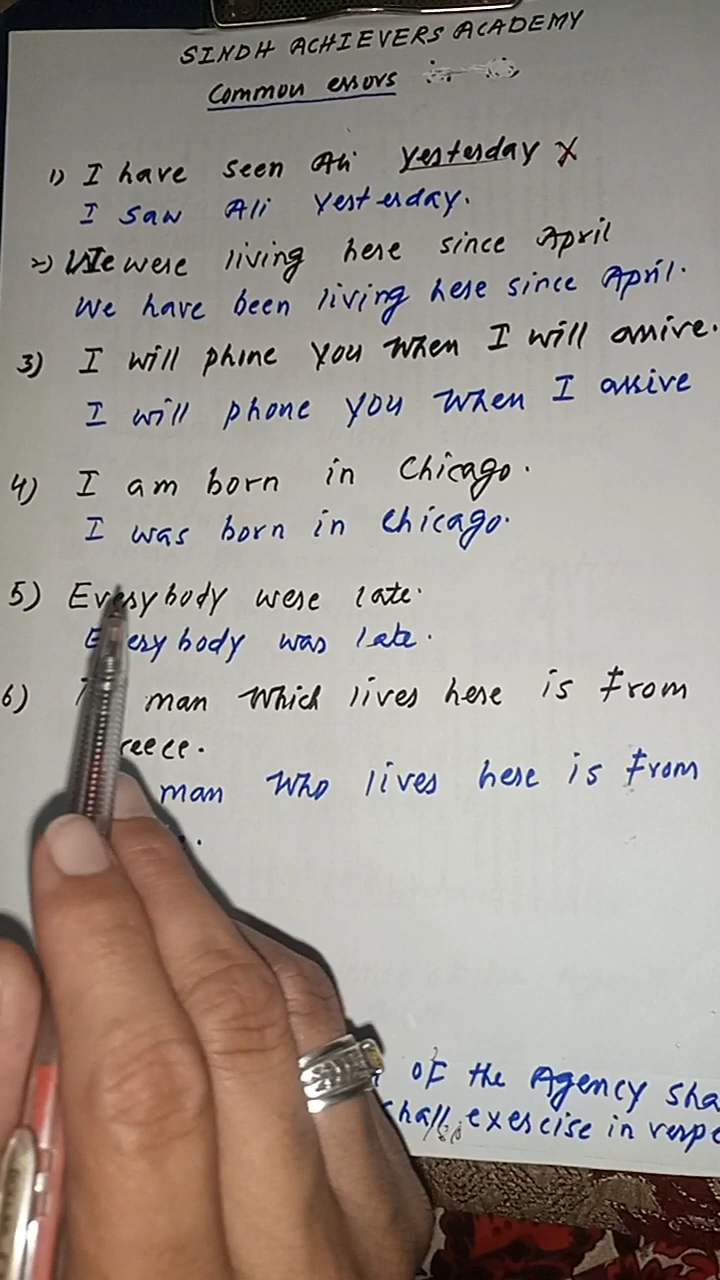 SINDH ACHIEVERS ACADEMY
Common errors :-
1) I have seen Ali yesterday X
I saw Ali yesterday.
2) We were living here since April
We have been living here since April.
3) I will phone you when I will arrive.
I will phone you when I arrive
4) I am born in Chicago.
I was born in Chicago.
5) Everybody were late.
Everybody was late.
6) man which lives here is from
reece.
man who lives here is from
OF the Agency Sha
shall exercise in